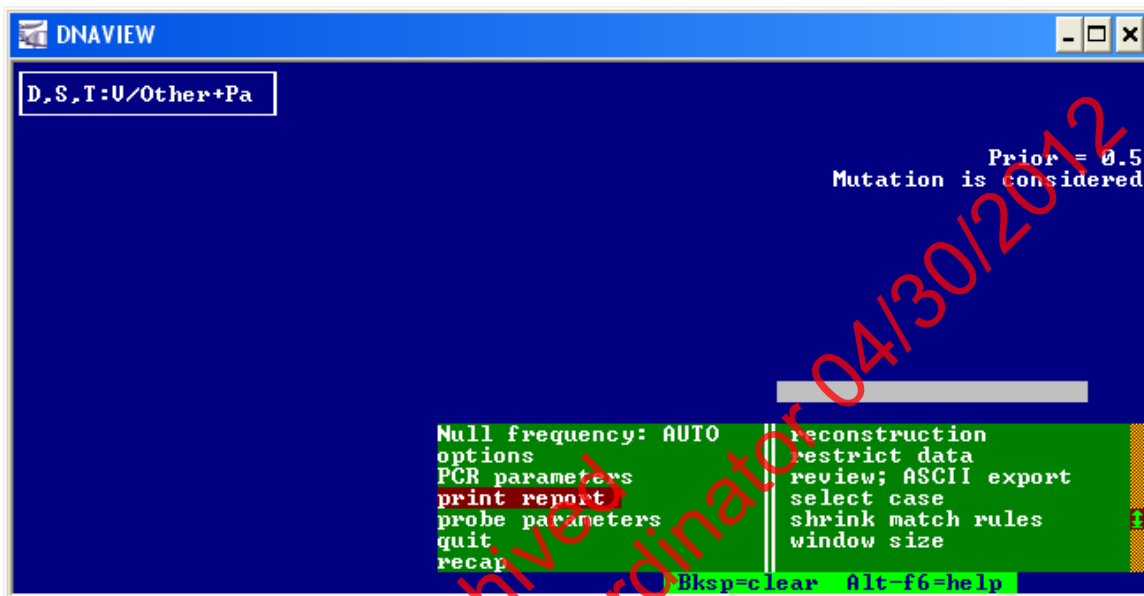 DNAVIEW
D,S,T:V/Other+Pa
Prior = 0.5
Mutation is considered
Null frequency: AUTO
options
PCR parameters
print report
probe parameters
quit
recap
reconstruction
restrict data
review; ASCII export
select case
shrink match rules
window size
Bksp=clear Alt-f6=help
chived
ordinator 04/30/2012